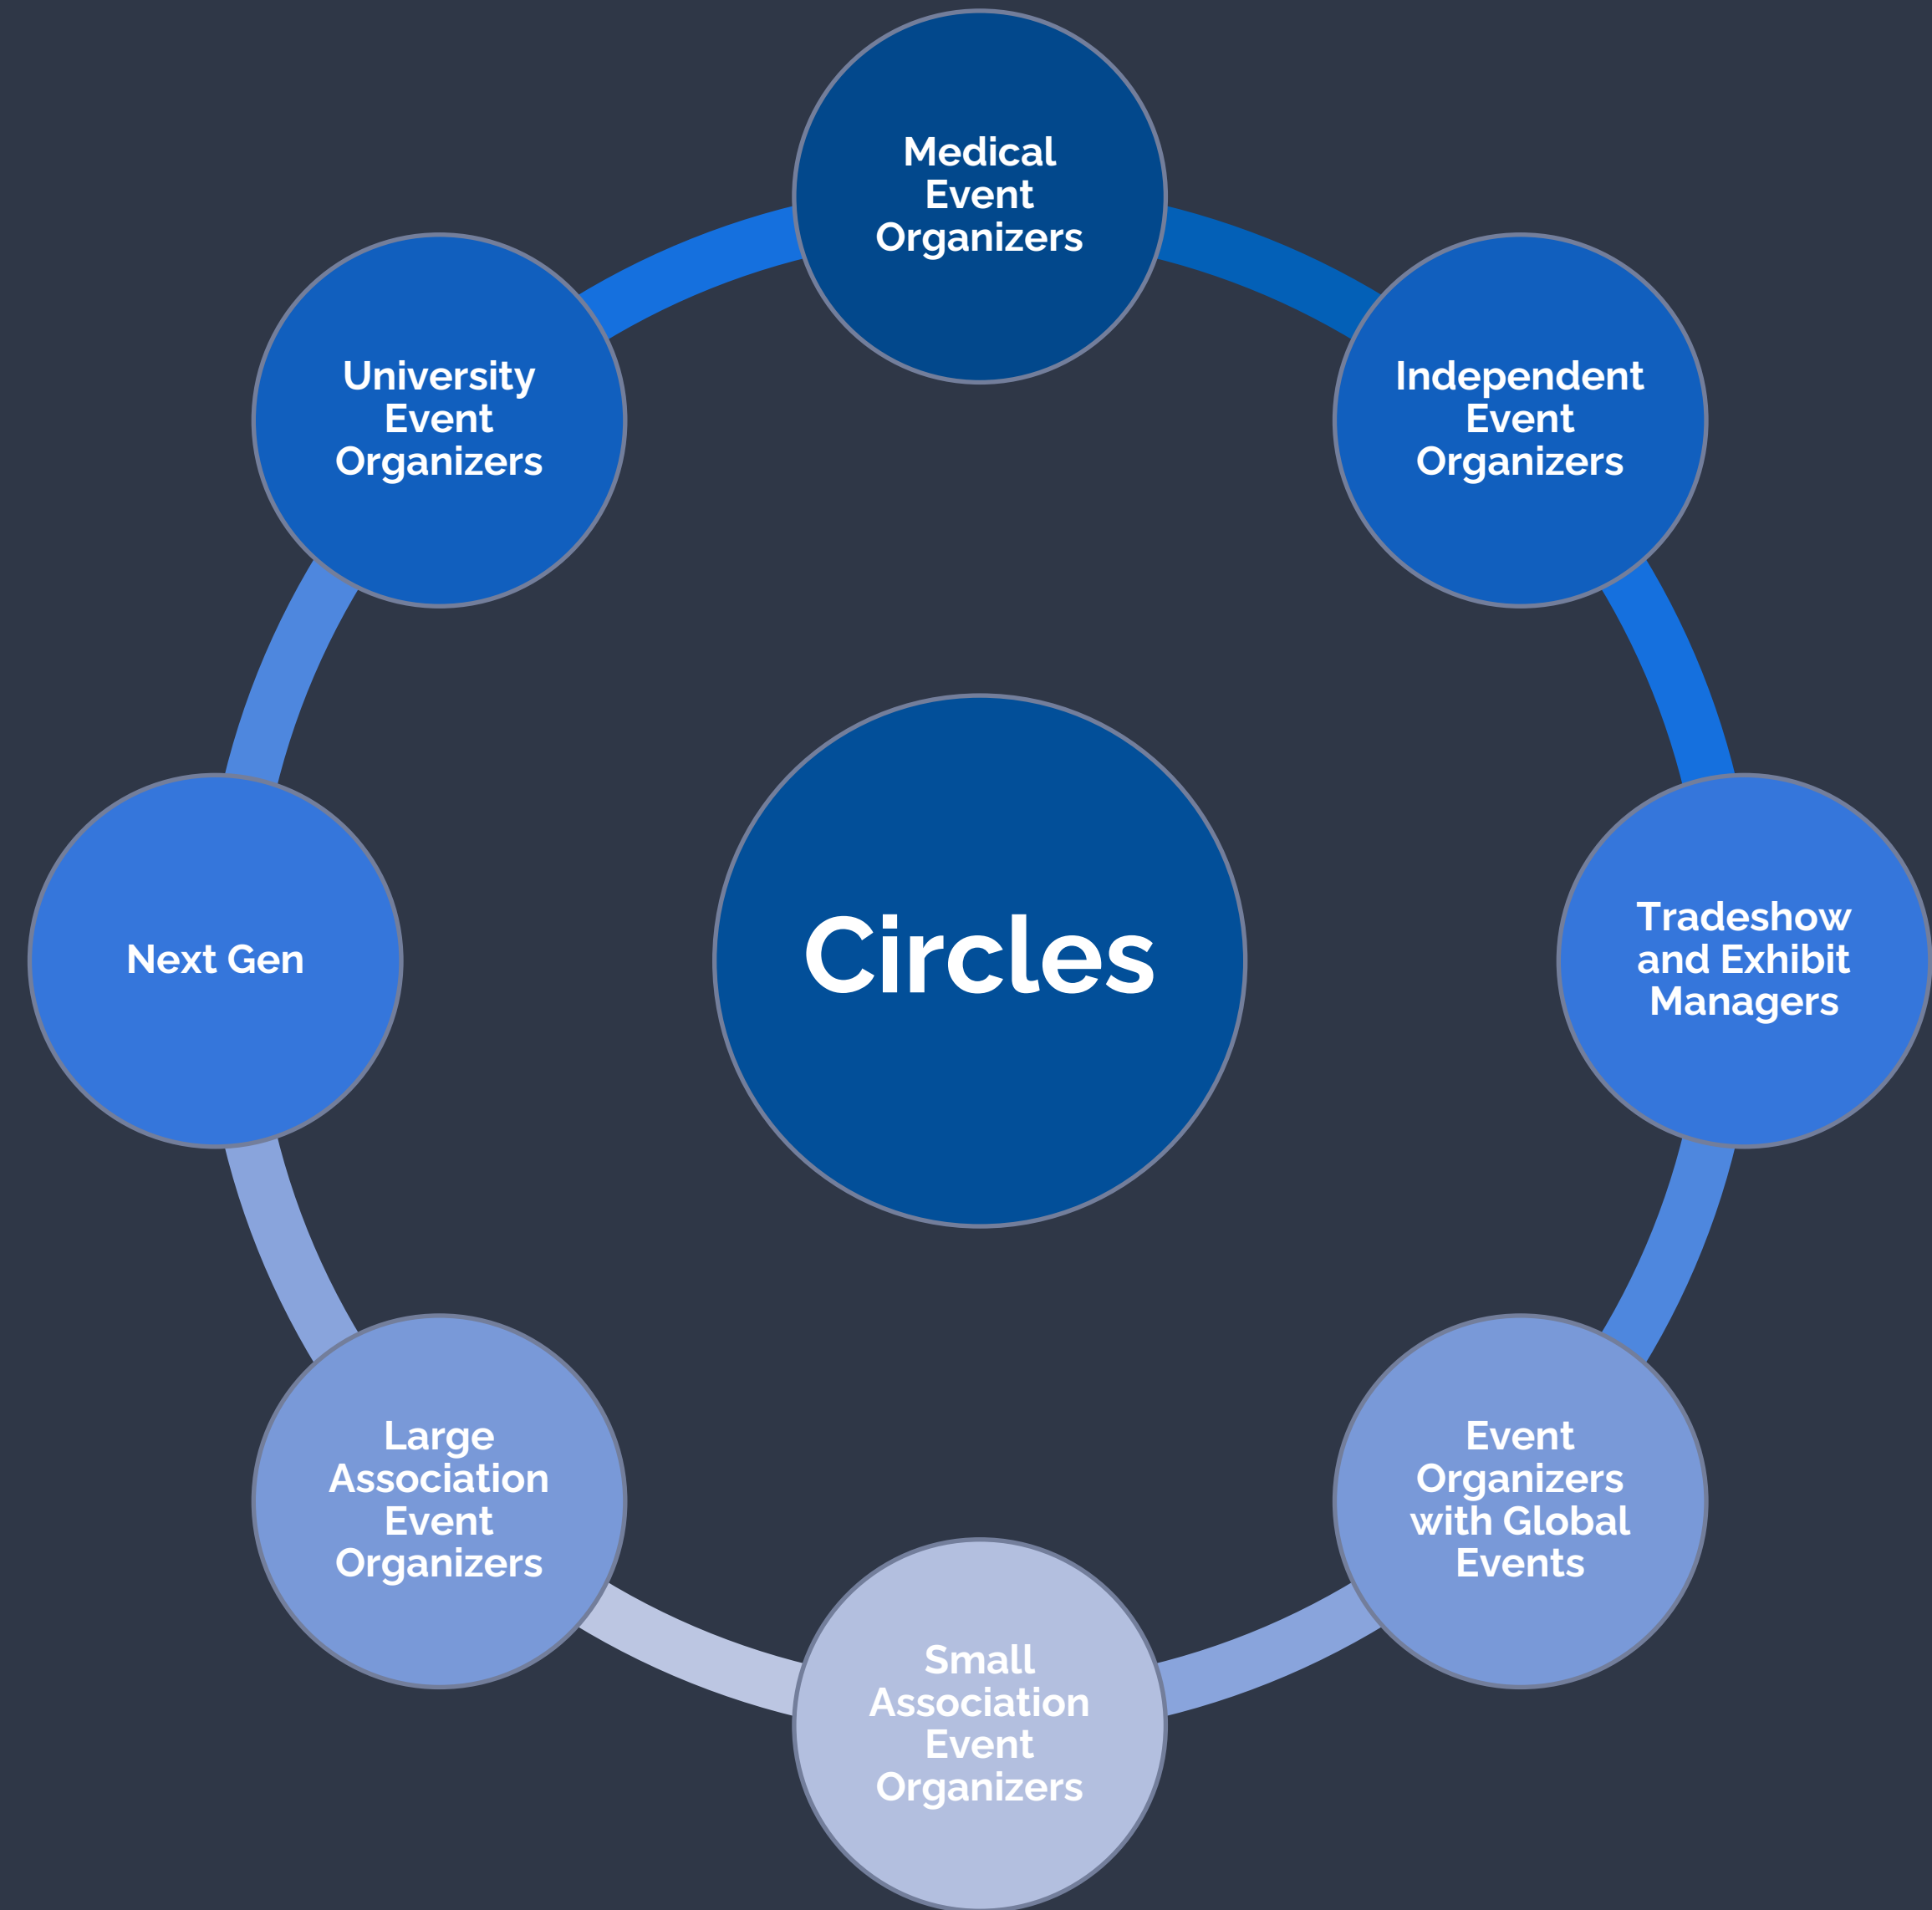 Medical
Event
Organizers
Independent
Event
Organizers
Tradeshow
and Exhibit
Managers
Event
Organizers
with Global
Events
Small
Association
Event
Organizers
Large
Association
Event
Organizers
Next Gen
University
Event
Organizers
Circles